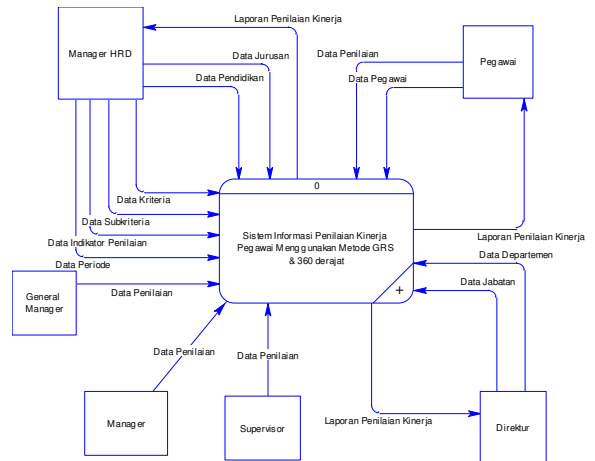 Laporan Penilaian Kinerja
Manager HRD
Data Jurusan
Data Pendidikan
Data Penilaian
Data Pegawai
Pegawai
0
Data Kriteria
Data Subkriteria
Data Indikator Penilaian
Data Periode
Sistem Informasi Penilaian Kinerja
Pegawai Menggunakan Metode GRS
& 360 derajat
+
Laporan Penilaian Kinerja
Data Departemen
Data Jabatan
General
Manager
Data Penilaian
Data Penilaian
Data Penilaian
Manager
Supervisor
Laporan Penilaian Kinerja
Direktur